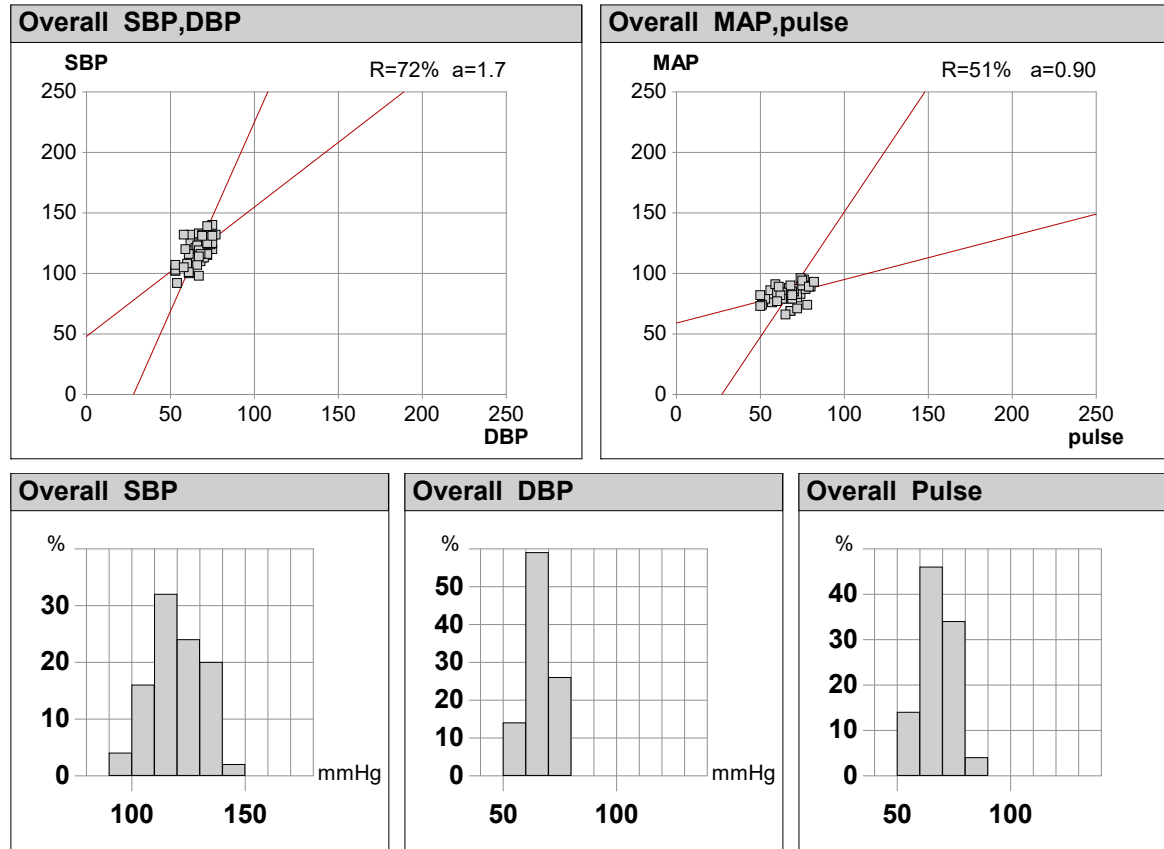 Overall SBP,DBP
SBP
R=72% a=1.7
250
200
150
100
50
0
0 50 100 150 200 250
DBP
Overall MAP,pulse
MAP
R=51% a=0.90
250
200
150
100
50
0
0 50 100 150 200 250
pulse
Overall SBP
%
30
20
10
0
mmHg
100 150
Overall DBP
%
50
40
30
20
10
0
mmHg
50 100
Overall Pulse
%
40
30
20
10
0
50 100